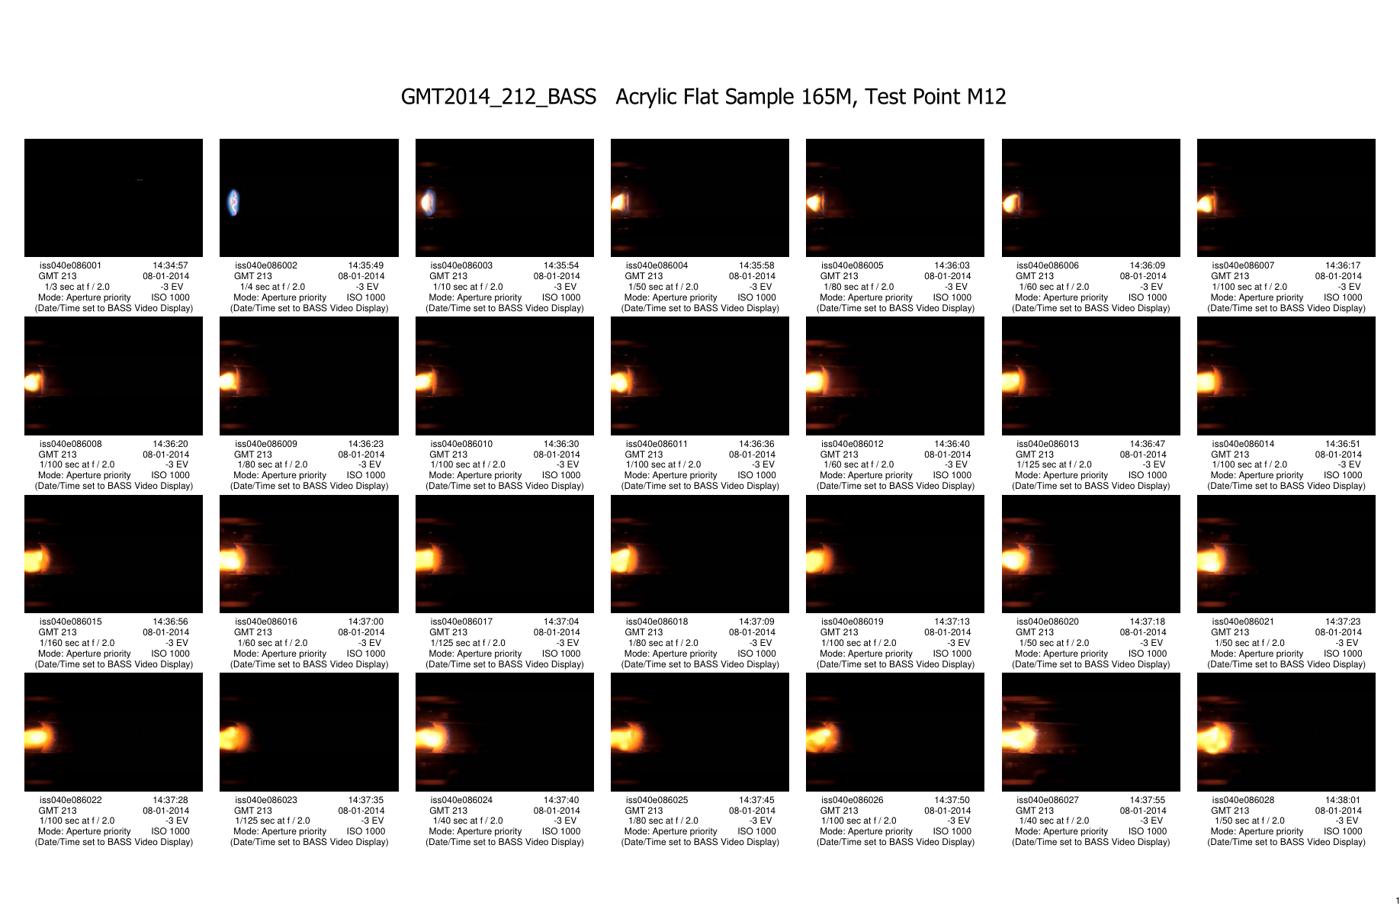 GMT2014_212_BASS Acrylic Flat Sample 165M, Test Point M12
iss040e086001 14:34:57
GMT 213 08-01-2014
1/3 sec at f / 2.0 -3 EV
Mode: Aperture priority ISO 1000
(Date/Time set to BASS Video Display)
iss040e086002 14:35:49
GMT 213 08-01-2014
1/4 sec at f / 2.0 -3 EV
Mode: Aperture priority ISO 1000
(Date/Time set to BASS Video Display)
iss040e086003 14:35:54
GMT 213 08-01-2014
1/10 sec at f / 2.0 -3 EV
Mode: Aperture priority ISO 1000
(Date/Time set to BASS Video Display)
iss040e086004 14:35:58
GMT 213 08-01-2014
1/50 sec at f / 2.0 -3 EV
Mode: Aperture priority ISO 1000
(Date/Time set to BASS Video Display)
iss040e086005 14:36:03
GMT 213 08-01-2014
1/80 sec at f / 2.0 -3 EV
Mode: Aperture priority ISO 1000
(Date/Time set to BASS Video Display)
iss040e086006 14:36:09
GMT 213 08-01-2014
1/60 sec at f / 2.0 -3 EV
Mode: Aperture priority ISO 1000
(Date/Time set to BASS Video Display)
iss040e086007 14:36:17
GMT 213 08-01-2014
1/100 sec at f / 2.0 -3 EV
Mode: Aperture priority ISO 1000
(Date/Time set to BASS Video Display)
iss040e086008 14:36:20
GMT 213 08-01-2014
1/100 sec at f / 2.0 -3 EV
Mode: Aperture priority ISO 1000
(Date/Time set to BASS Video Display)
iss040e086009 14:36:23
GMT 213 08-01-2014
1/80 sec at f / 2.0 -3 EV
Mode: Aperture priority ISO 1000
(Date/Time set to BASS Video Display)
iss040e086010 14:36:30
GMT 213 08-01-2014
1/100 sec at f / 2.0 -3 EV
Mode: Aperture priority ISO 1000
(Date/Time set to BASS Video Display)
iss040e086011 14:36:36
GMT 213 08-01-2014
1/100 sec at f / 2.0 -3 EV
Mode: Aperture priority ISO 1000
(Date/Time set to BASS Video Display)
iss040e086012 14:36:40
GMT 213 08-01-2014
1/60 sec at f / 2.0 -3 EV
Mode: Aperture priority ISO 1000
(Date/Time set to BASS Video Display)
iss040e086013 14:36:47
GMT 213 08-01-2014
1/125 sec at f / 2.0 -3 EV
Mode: Aperture priority ISO 1000
(Date/Time set to BASS Video Display)
iss040e086014 14:36:51
GMT 213 08-01-2014
1/100 sec at f / 2.0 -3 EV
Mode: Aperture priority ISO 1000
(Date/Time set to BASS Video Display)
iss040e086015 14:36:56
GMT 213 08-01-2014
1/160 sec at f / 2.0 -3 EV
Mode: Aperture priority ISO 1000
(Date/Time set to BASS Video Display)
iss040e086016 14:37:00
GMT 213 08-01-2014
1/60 sec at f / 2.0 -3 EV
Mode: Aperture priority ISO 1000
(Date/Time set to BASS Video Display)
iss040e086017 14:37:04
GMT 213 08-01-2014
1/125 sec at f / 2.0 -3 EV
Mode: Aperture priority ISO 1000
(Date/Time set to BASS Video Display)
iss040e086018 14:37:09
GMT 213 08-01-2014
1/80 sec at f / 2.0 -3 EV
Mode: Aperture priority ISO 1000
(Date/Time set to BASS Video Display)
iss040e086019 14:37:13
GMT 213 08-01-2014
1/100 sec at f / 2.0 -3 EV
Mode: Aperture priority ISO 1000
(Date/Time set to BASS Video Display)
iss040e086020 14:37:18
GMT 213 08-01-2014
1/50 sec at f / 2.0 -3 EV
Mode: Aperture priority ISO 1000
(Date/Time set to BASS Video Display)
iss040e086021 14:37:23
GMT 213 08-01-2014
1/50 sec at f / 2.0 -3 EV
Mode: Aperture priority ISO 1000
(Date/Time set to BASS Video Display)
iss040e086022 14:37:28
GMT 213 08-01-2014
1/100 sec at f / 2.0 -3 EV
Mode: Aperture priority ISO 1000
(Date/Time set to BASS Video Display)
iss040e086023 14:37:35
GMT 213 08-01-2014
1/125 sec at f / 2.0 -3 EV
Mode: Aperture priority ISO 1000
(Date/Time set to BASS Video Display)
iss040e086024 14:37:40
GMT 213 08-01-2014
1/40 sec at f / 2.0 -3 EV
Mode: Aperture priority ISO 1000
(Date/Time set to BASS Video Display)
iss040e086025 14:37:45
GMT 213 08-01-2014
1/80 sec at f / 2.0 -3 EV
Mode: Aperture priority ISO 1000
(Date/Time set to BASS Video Display)
iss040e086026 14:37:50
GMT 213 08-01-2014
1/100 sec at f / 2.0 -3 EV
Mode: Aperture priority ISO 1000
(Date/Time set to BASS Video Display)
iss040e086027 14:37:55
GMT 213 08-01-2014
1/40 sec at f / 2.0 -3 EV
Mode: Aperture priority ISO 1000
(Date/Time set to BASS Video Display)
iss040e086028 14:38:01
GMT 213 08-01-2014
1/50 sec at f / 2.0 -3 EV
Mode: Aperture priority ISO 1000
(Date/Time set to BASS Video Display)